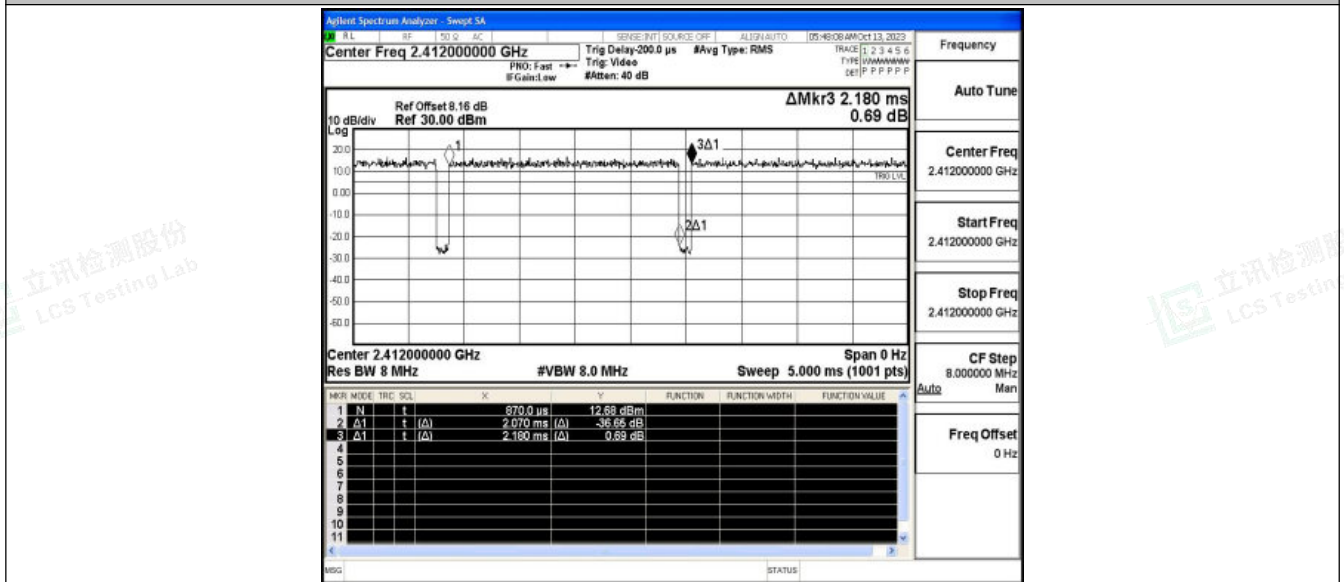 Agilent Spectrum Analyzer - Swept SA
RL RF 50 Ω AC SENSE:INT SOURCE OFF ALIGN AUTO 05:48:08 AM Oct 13, 2023
Center Freq 2.412000000 GHz
PNO: Fast
IFGain:Low
Trig Delay-200.0 µs
Trig: Video
#Atten: 40 dB
#Avg Type: RMS
TRACE 1 2 3 4 5 6
TYPE
DET P P P P P P
ΔMkr3 2.180 ms
0.69 dB
Ref Offset 8.16 dB
10 dB/div Ref 30.00 dBm
Log
20.0
10.0
0.00
-10.0
-20.0
-30.0
-40.0
-50.0
-60.0
1
3Δ1
TRIG LVL
2Δ1
Center 2.412000000 GHz Span 0 Hz
Res BW 8 MHz #VBW 8.0 MHz Sweep 5.000 ms (1001 pts)
MKR MODE TRC SCL X Y FUNCTION FUNCTION WIDTH FUNCTION VALUE
1 N t 870.0 µs 12.68 dBm
2 Δ1 t (Δ) 2.070 ms (Δ) -36.65 dB
3 Δ1 t (Δ) 2.180 ms (Δ) 0.69 dB
4
5
6
7
8
9
10
11
MSG STATUS
Frequency
Auto Tune
Center Freq
2.412000000 GHz
Start Freq
2.412000000 GHz
Stop Freq
2.412000000 GHz
CF Step
8.000000 MHz
Auto Man
Freq Offset
0 Hz
立讯检测股份
LCS Testing Lab
立讯检测
LCS Testing